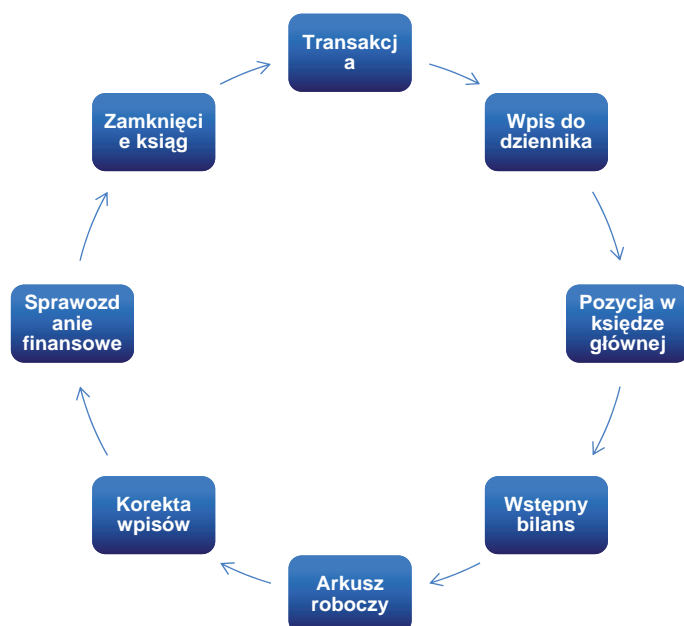 Transakcj
a
Wpis do
dziennika
Pozycja w
księdze
głównej
Wstępny
bilans
Arkusz
roboczy
Korekta
wpisów
Sprawozd
anie
finansowe
Zamknięci
e ksiąg